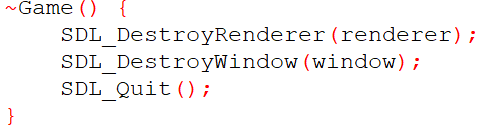 ~Game() {
    SDL_DestroyRenderer(renderer);
    SDL_DestroyWindow(window);
    SDL_Quit();
}